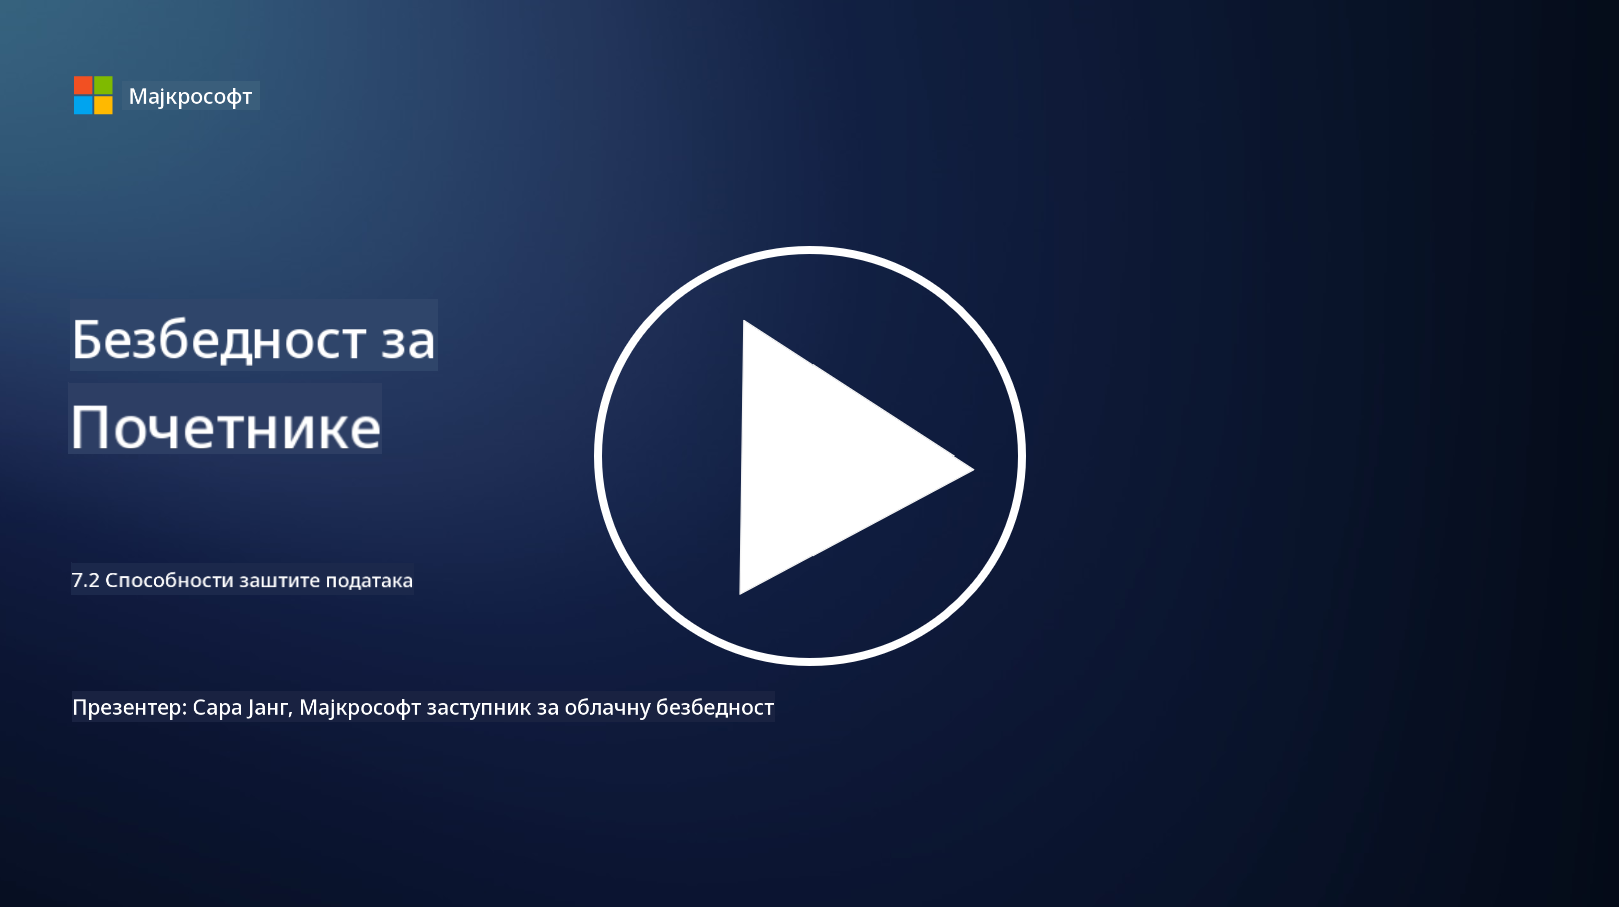 Мајкрософт
Безбедност за
Почетнике
7.2 Способности заштите података
Презентер: Сара Јанг, Мајкрософт заступник за облачну безбедност